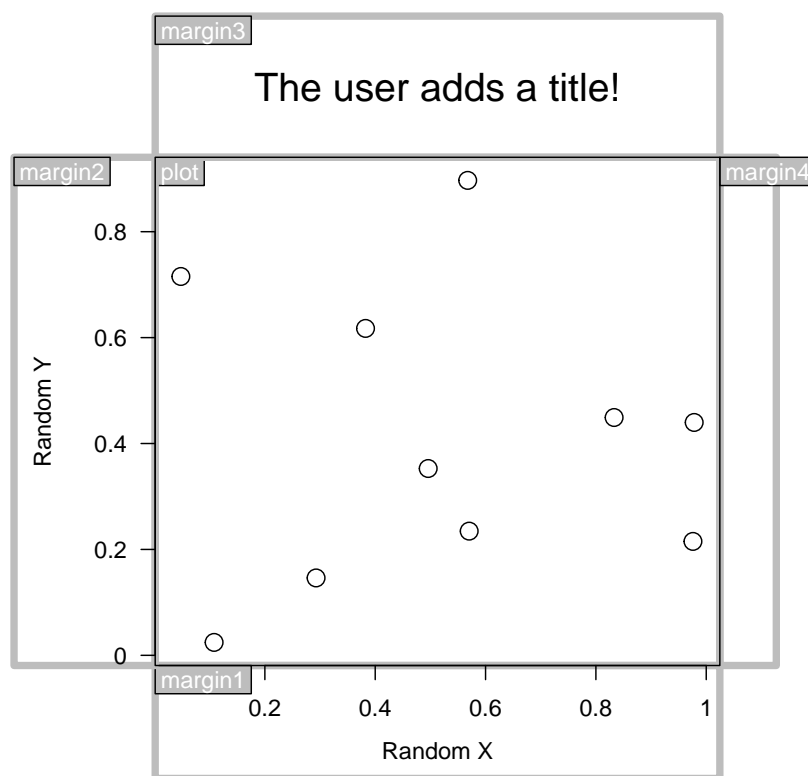 margin3
The user adds a title!
margin2
plot
margin4
0.8
0.6
0.4
0.2
0
Random Y
margin1
0.2 0.4 0.6 0.8 1
Random X